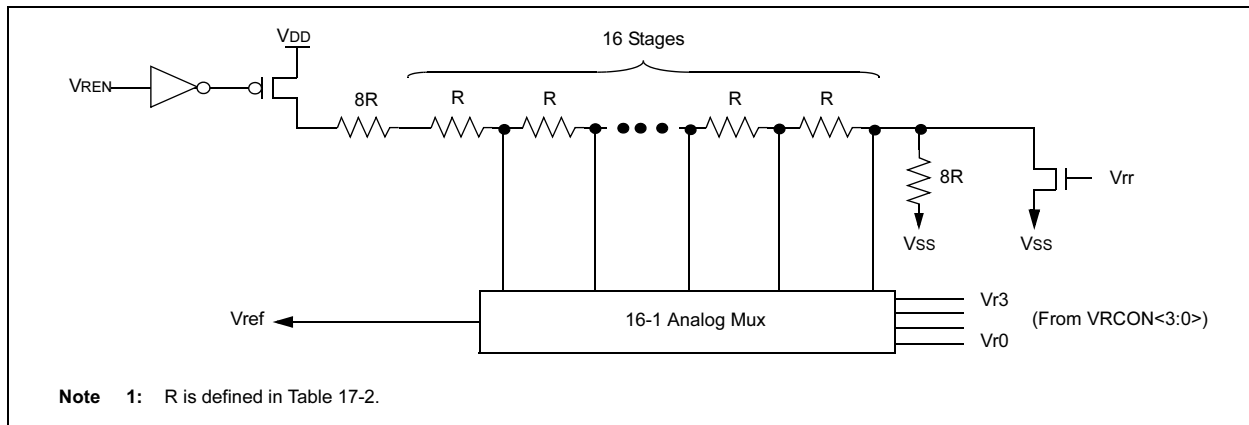 VDD
16 Stages
VREN
8R
R
R
R
R
8R
Vrr
VSS
VSS
Vr3
Vref
16-1 Analog Mux
(From VRCON<3:0>)
Vr0
Note 1: R is defined in Table 17-2.